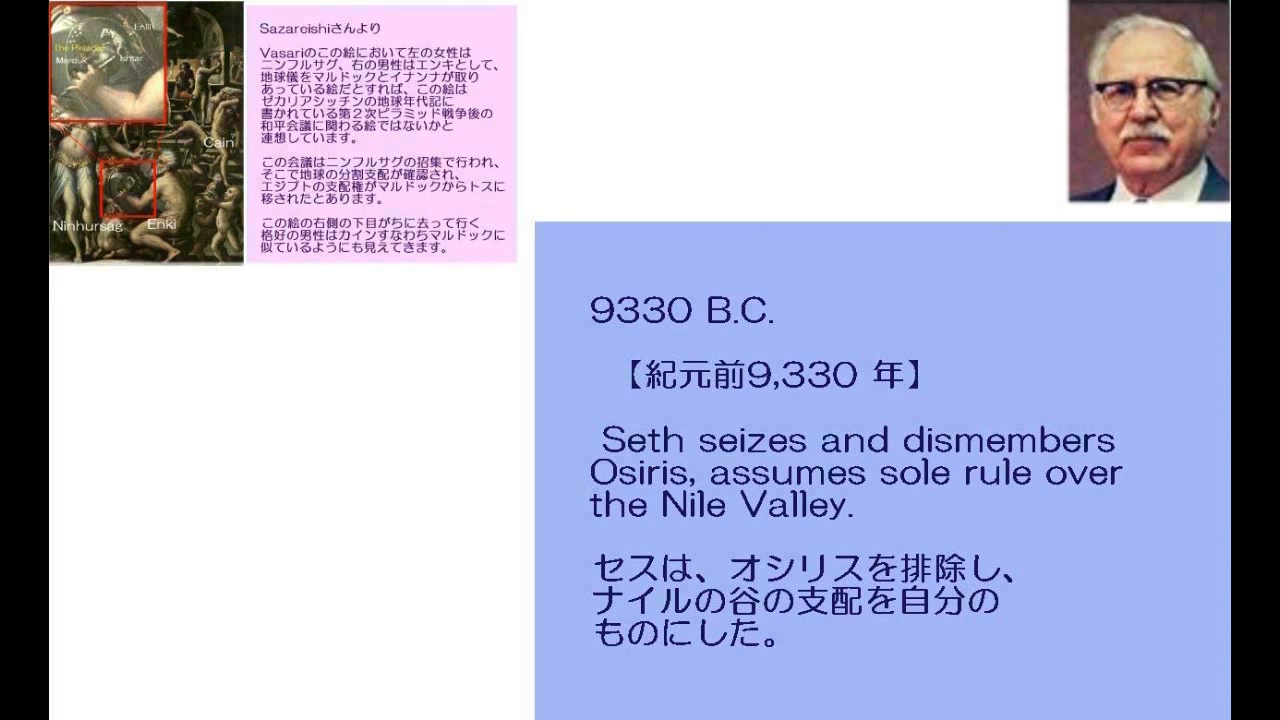 Enlil
The Pleiades
Marduk
Ishtar
Cain
Ninhursag
Enki
Sazareishiさんより
Vasariのこの絵において左の女性は
ニンフルサグ、右の男性はエンキとして、
地球儀をマルドックとイナンナが取り
あっている絵だとすれば、この絵は
ゼカリアシッチンの地球年代記に
書かれている第２次ピラミッド戦争後の
和平会議に関わる絵ではないかと
連想しています。
この会議はニンフルサグの招集で行われ、
そこで地球の分割支配が確認され、
エジプトの支配権がマルドックからトスに
移されたとあります。
この絵の右側の下目がちに去って行く
格好の男性はカインすなわちマルドックに
似ているようにも見えてきます。
9330 B.C.
【紀元前9,330 年】
Seth seizes and dismembers
Osiris, assumes sole rule over
the Nile Valley.
セスは、オシリスを排除し、
ナイルの谷の支配を自分の
ものにした。